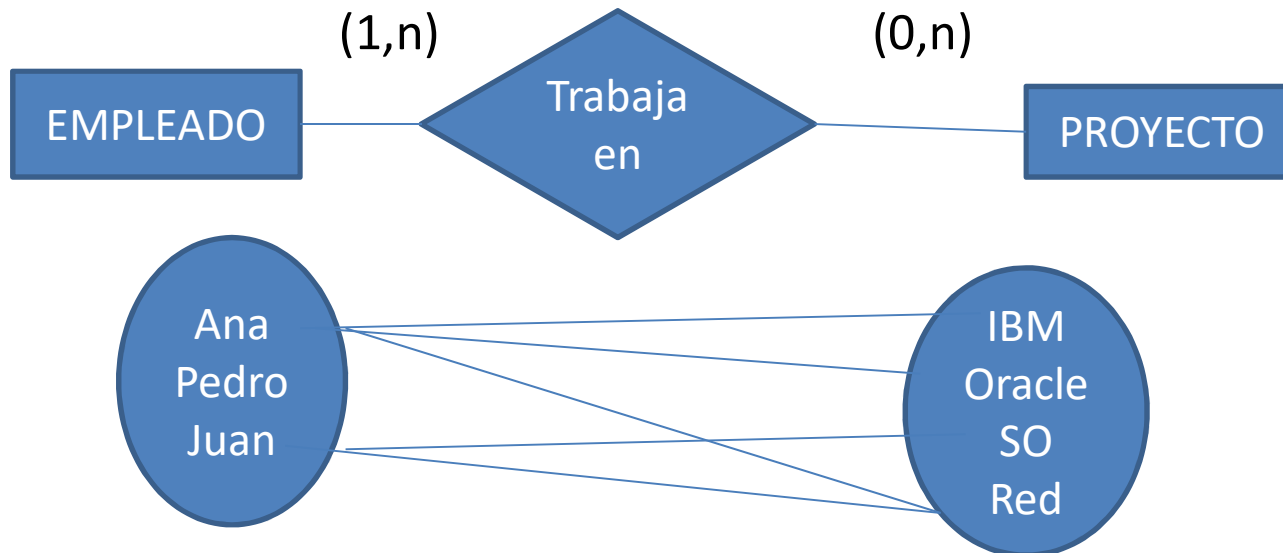 (1,n)
(0,n)
EMPLEADO
Trabaja
en
PROYECTO
Ana
Pedro
Juan
IBM
Oracle
SO
Red